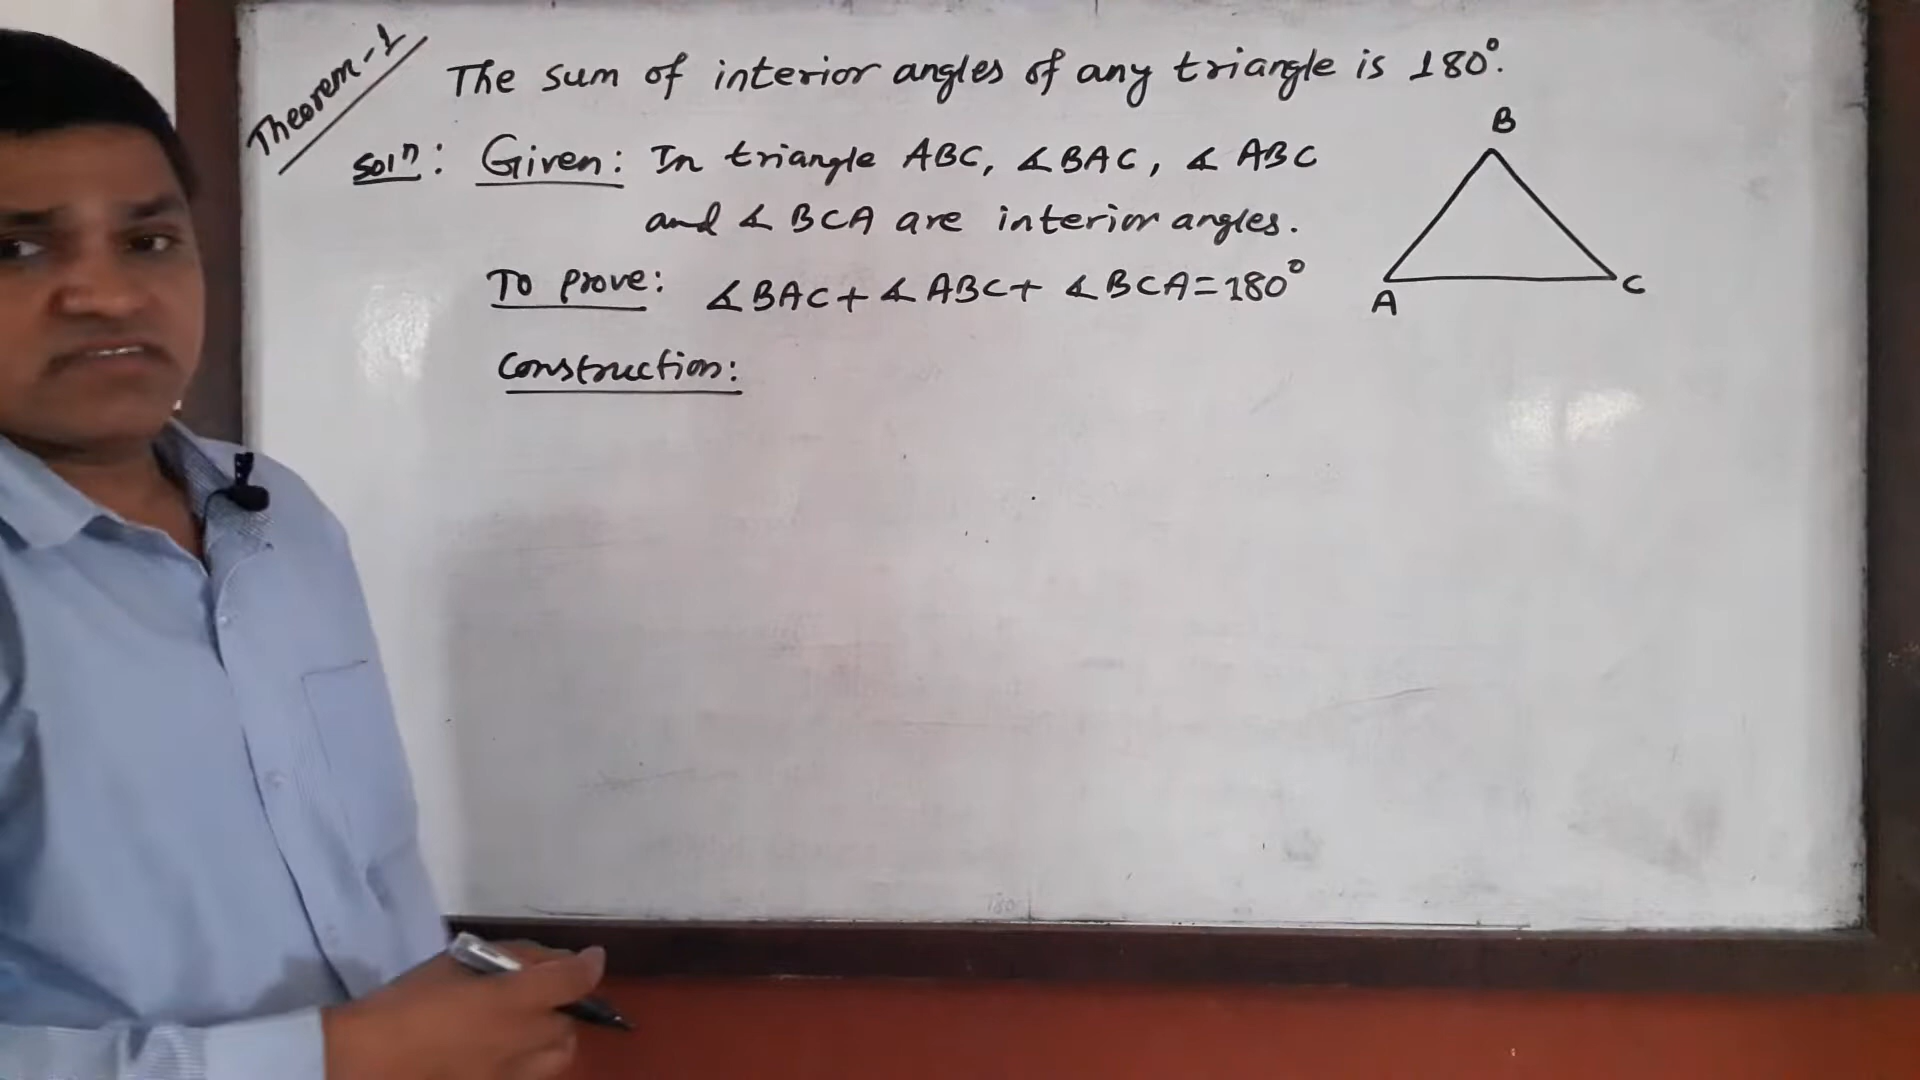 Theorem-1
The sum of interior angles of any triangle is 180°.
Solⁿ: Given: In triangle ABC, ∡BAC, ∡ABC
and ∡BCA are interior angles.
To prove: ∡BAC+∡ABC+ ∡BCA=180°
Construction:
B
A
C
180